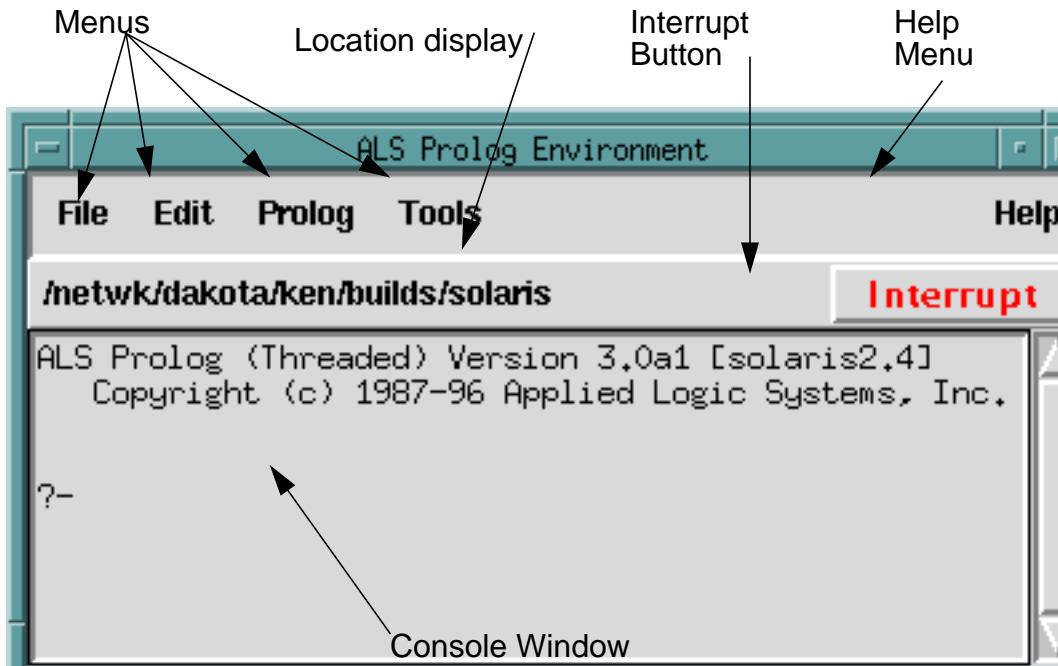 Menus
Location display
Interrupt
Button
Help
Menu
ALS Prolog Environment
File Edit Prolog Tools Help
/netwk/dakota/ken/builds/solaris Interrupt
ALS Prolog (Threaded) Version 3.0a1 [solaris2.4]
Copyright (c) 1987-96 Applied Logic Systems, Inc.
?-
Console Window